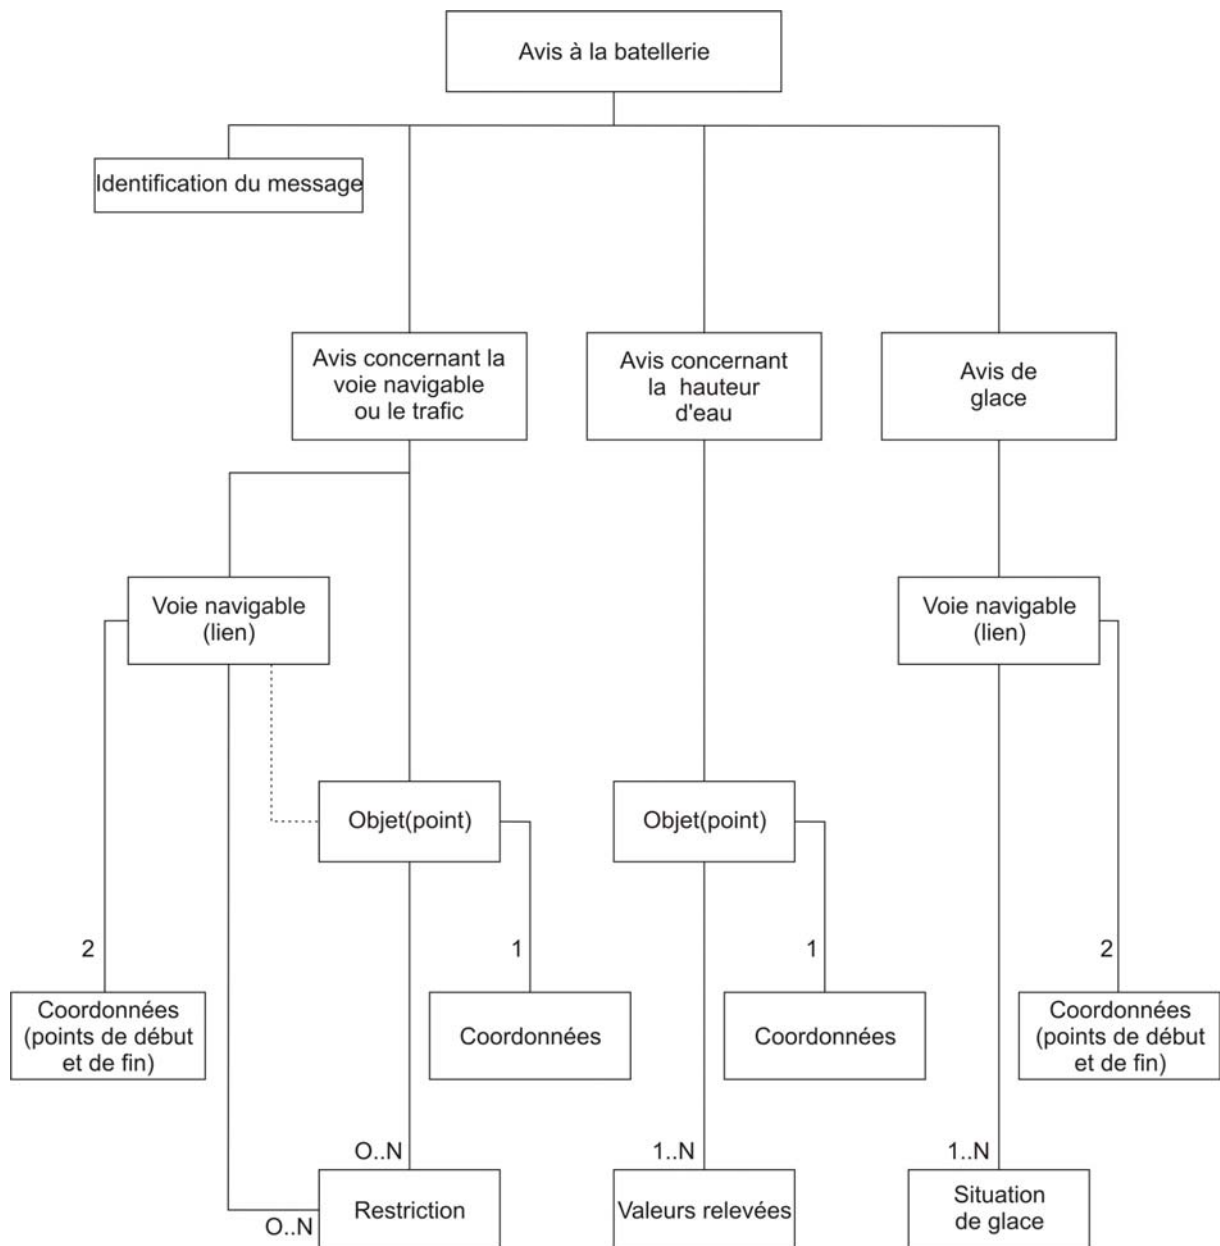 Avis à la batellerie
Identification du message
Avis concernant la
voie navigable
ou le trafic
Avis concernant
la hauteur
d'eau
Avis de
glace
Voie navigable
(lien)
Voie navigable
(lien)
Objet(point)
Objet(point)
2
1
1
2
Coordonnées
(points de début
et de fin)
Coordonnées
Coordonnées
Coordonnées
(points de début
et de fin)
O..N
1..N
1..N
O..N
Restriction
Valeurs relevées
Situation
de glace